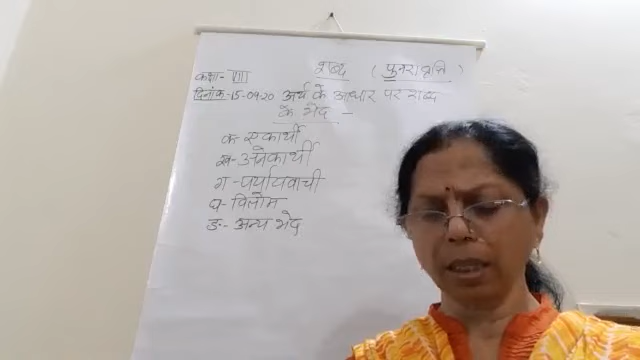 कक्षा- VIII शब्द ( पुनरावृत्ति )
दिनांक- 15-09-20 अर्थ के आधार पर शब्द
के भेद -
क- एकार्थी
ख- अनेकार्थी
ग- पर्यायवाची
घ- विलोम
ङ- अन्य भेद